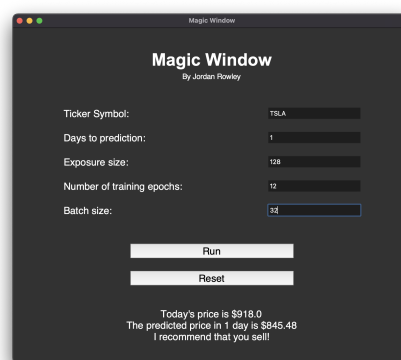 Magic Window
Magic Window
By Jordan Rowley
Ticker Symbol: TSLA
Days to prediction: 1
Exposure size: 128
Number of training epochs: 12
Batch size: 32
Run
Reset
Today's price is $918.0
The predicted price in 1 day is $845.48
I recommend that you sell!